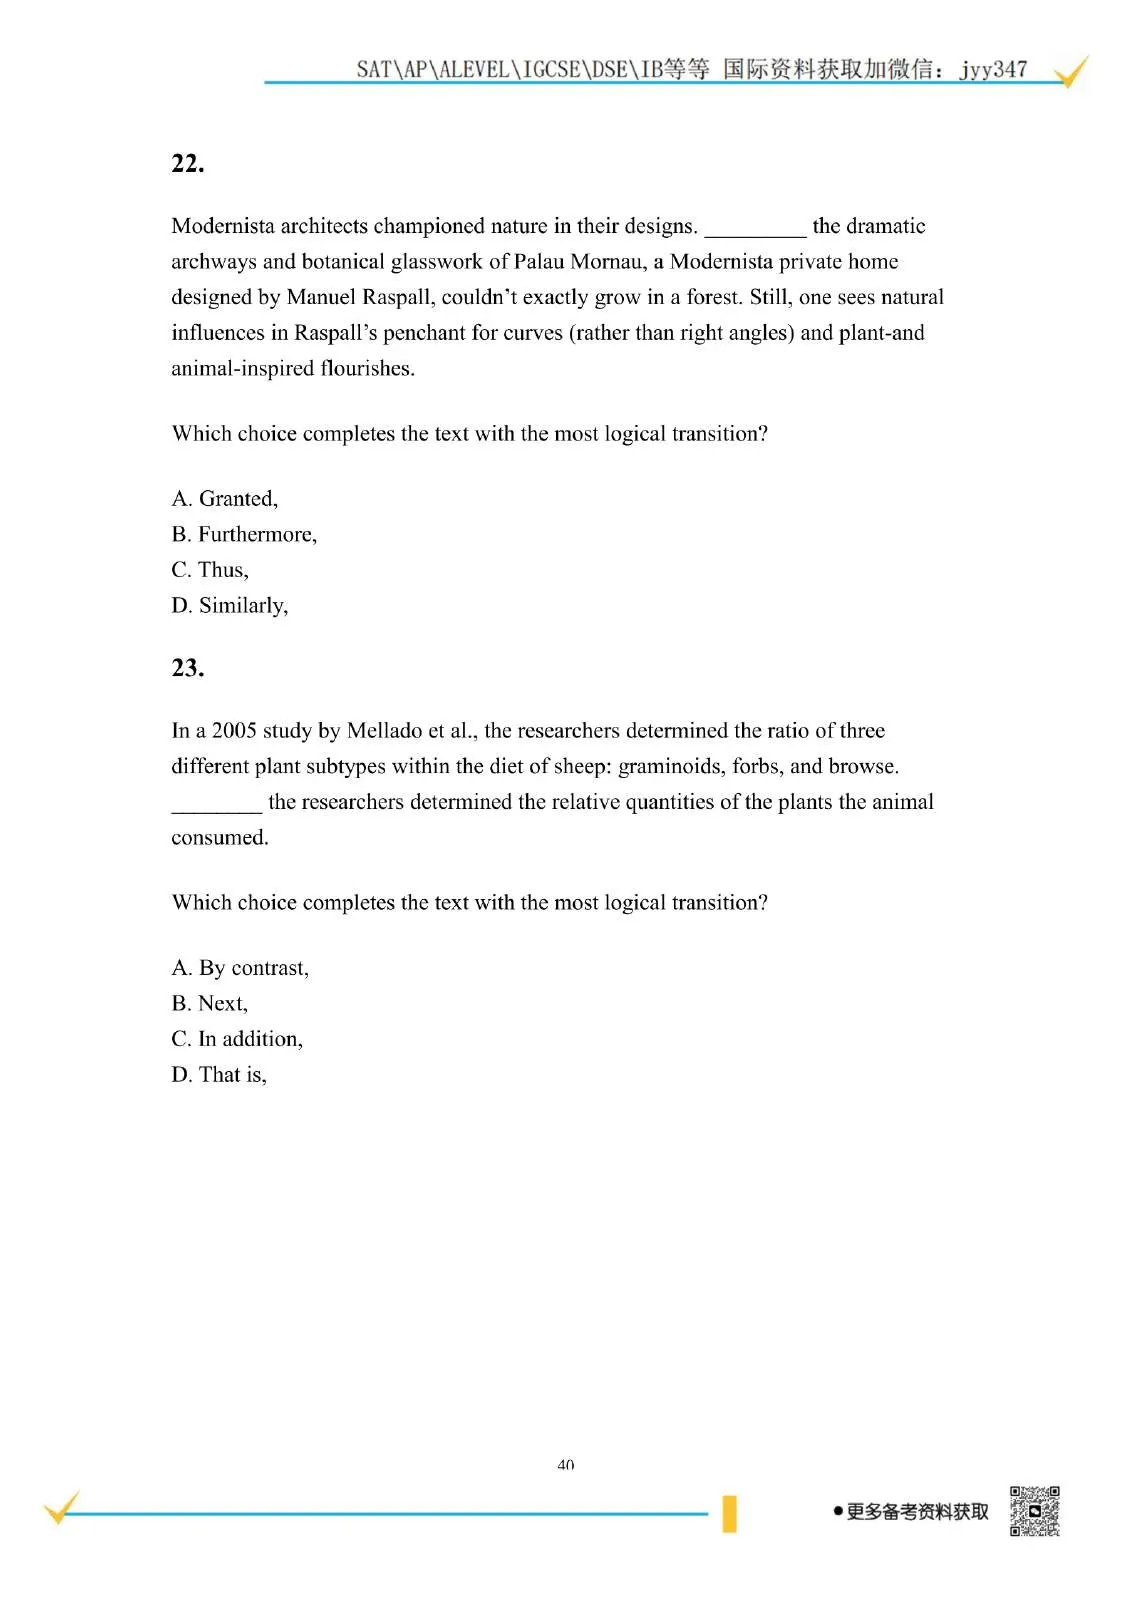 SAT\AP\ALEVEL\IGCSE\DSE\IB等等 国际资料获取加微信：jyy347
22.
Modernista architects championed nature in their designs. _________ the dramatic
archways and botanical glasswork of Palau Mornau, a Modernista private home
designed by Manuel Raspall, couldn’t exactly grow in a forest. Still, one sees natural
influences in Raspall’s penchant for curves (rather than right angles) and plant-and
animal-inspired flourishes.
Which choice completes the text with the most logical transition?
A. Granted,
B. Furthermore,
C. Thus,
D. Similarly,
23.
In a 2005 study by Mellado et al., the researchers determined the ratio of three
different plant subtypes within the diet of sheep: graminoids, forbs, and browse.
________ the researchers determined the relative quantities of the plants the animal
consumed.
Which choice completes the text with the most logical transition?
A. By contrast,
B. Next,
C. In addition,
D. That is,
40
●更多备考资料获取